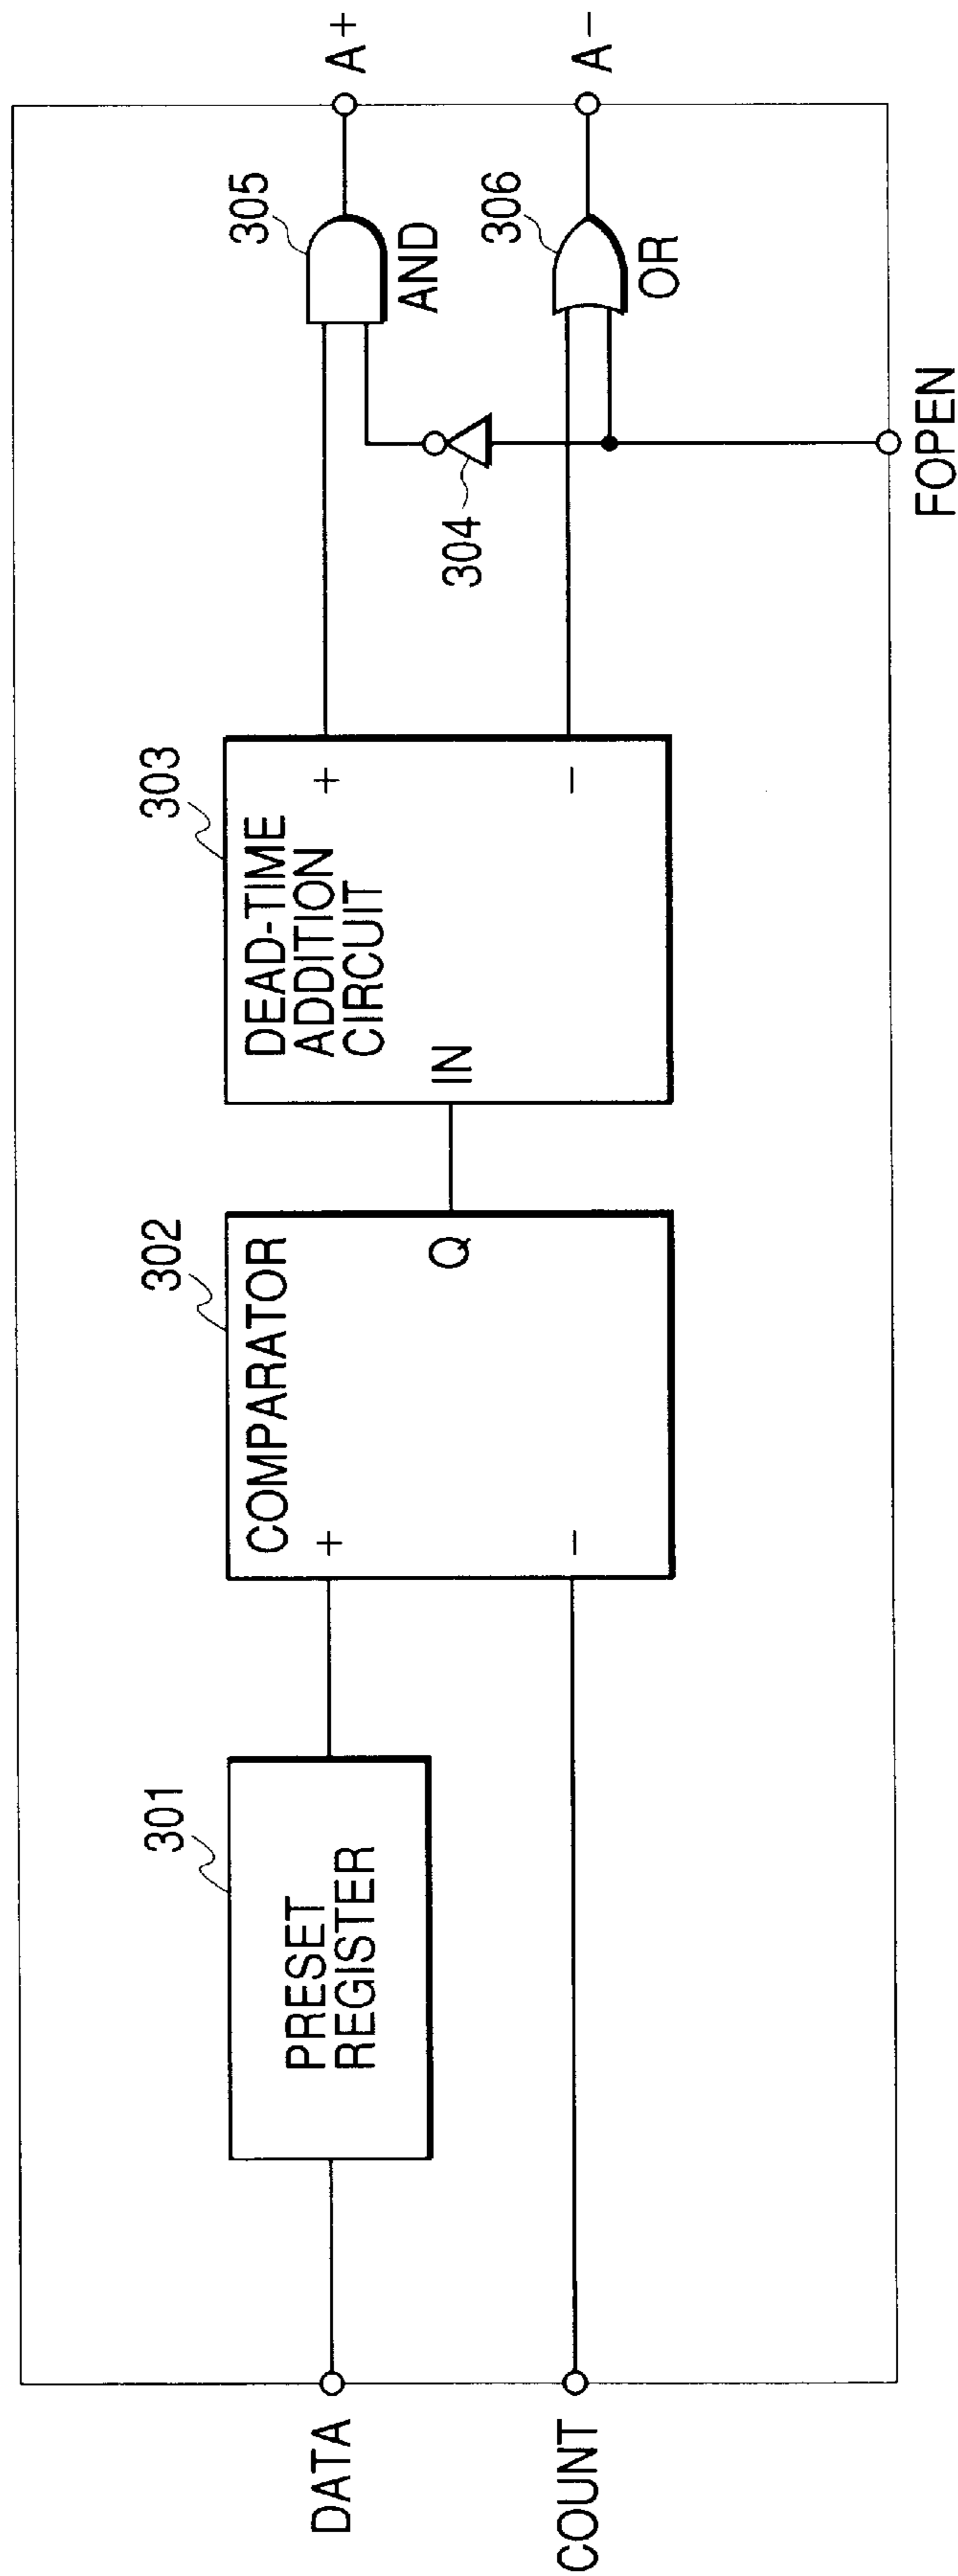 DATA
COUNT
301
PRESET
REGISTER
302
COMPARATOR
+
−
Q
303
DEAD-TIME
ADDITION
CIRCUIT
IN
+
−
304
305
AND
306
OR
A+
A−
FOPEN